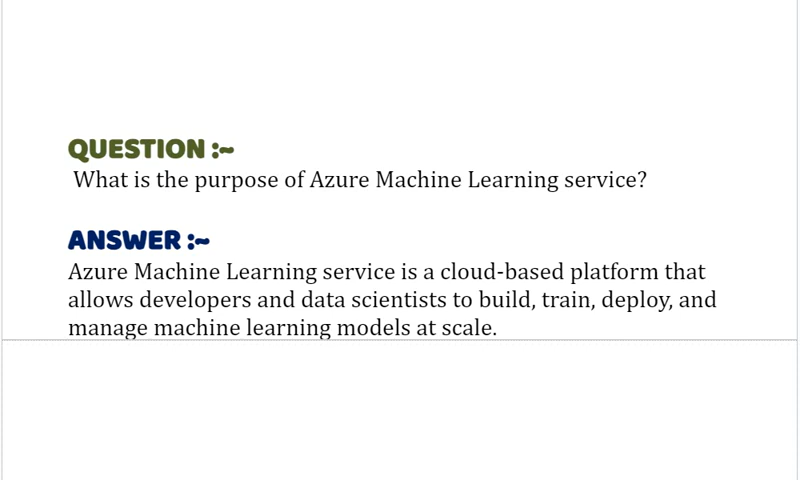 QUESTION :~
What is the purpose of Azure Machine Learning service?
ANSWER :~
Azure Machine Learning service is a cloud-based platform that
allows developers and data scientists to build, train, deploy, and
manage machine learning models at scale.